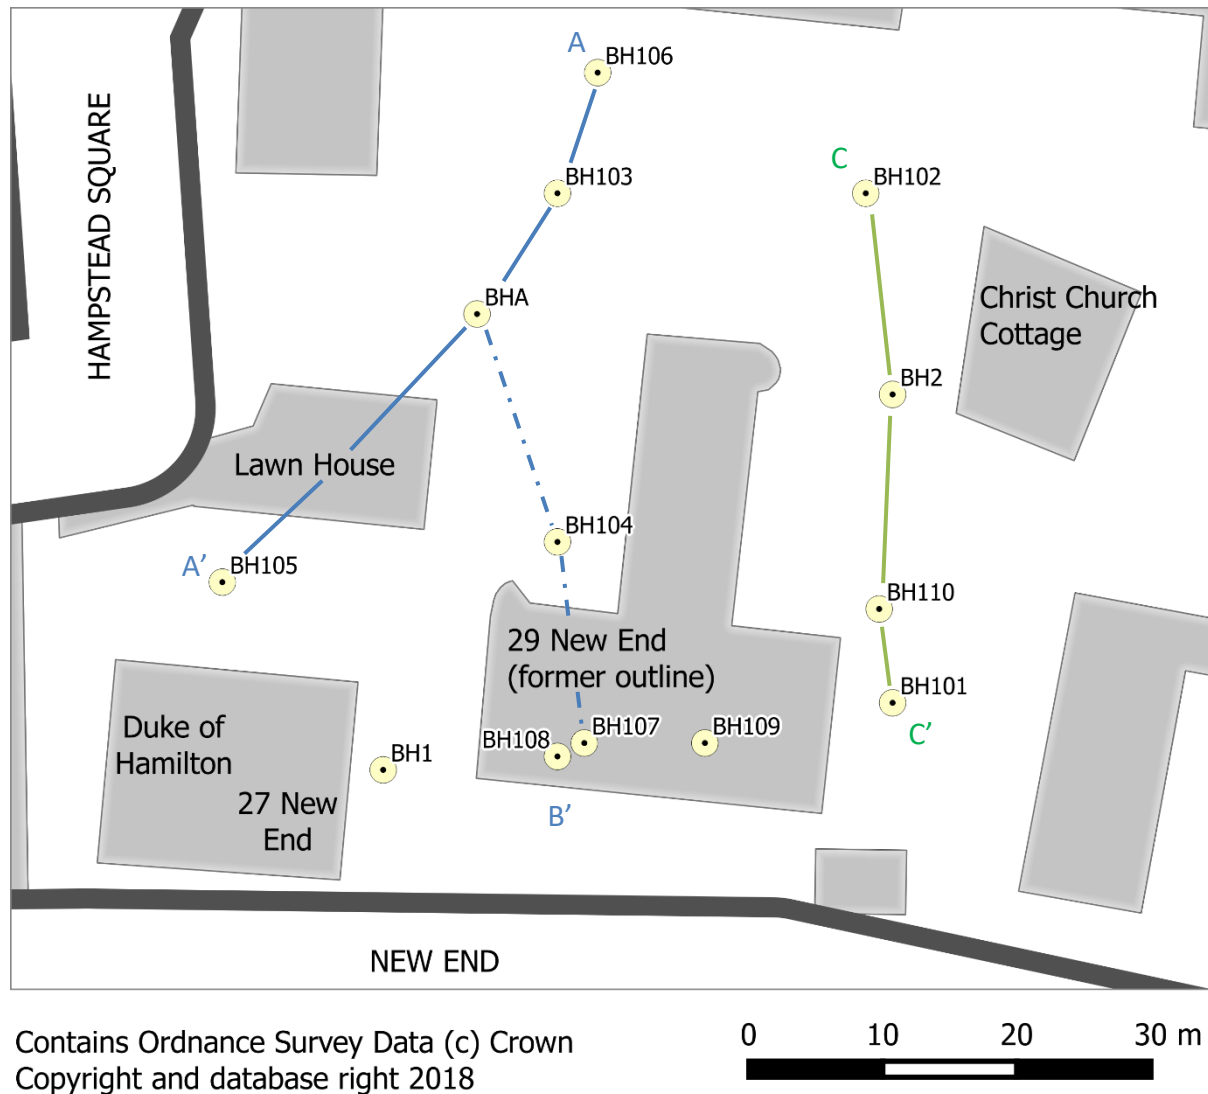 A
BH106
HAMPSTEAD SQUARE
C
BH103
BH102
BHA
Christ Church
Cottage
BH2
Lawn House
BH104
A’
BH105
BH110
29 New End
(former outline)
BH101
C’
Duke of
Hamilton
BH108
BH107
BH109
BH1
27 New
End
B’
NEW END
Contains Ordnance Survey Data (c) Crown
Copyright and database right 2018
0 10 20 30 m